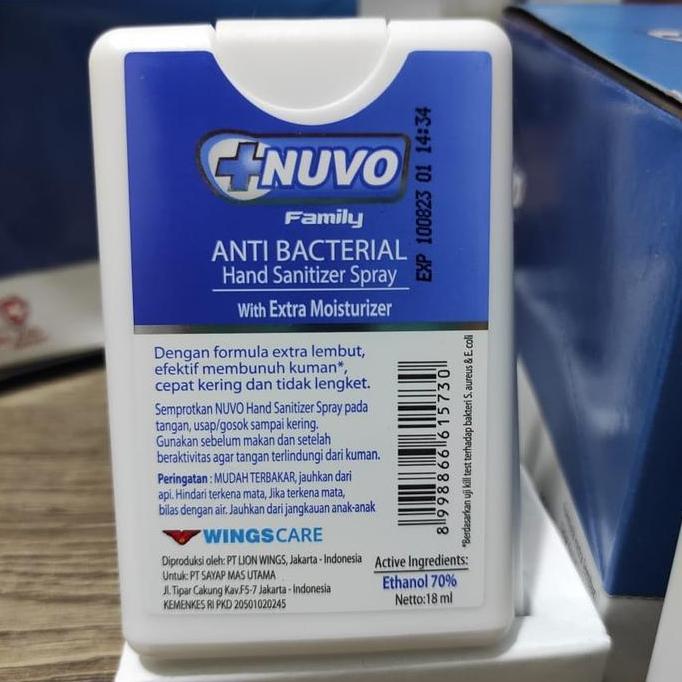 NUVO
Family
ANTI BACTERIAL
Hand Sanitizer Spray
With Extra Moisturizer
EXP 100823 01 14:34
Dengan formula extra lembut,
efektif membunuh kuman*,
cepat kering dan tidak lengket.
Semprotkan NUVO Hand Sanitizer Spray pada
tangan, usap/gosok sampai kering.
Gunakan sebelum makan dan setelah
beraktivitas agar tangan terlindungi dari kuman.
Peringatan : MUDAH TERBAKAR, jauhkan dari
api. Hindari terkena mata, Jika terkena mata,
bilas dengan air. Jauhkan dari jangkauan anak-anak
WINGSCARE
Diproduksi oleh: PT LION WINGS, Jakarta - Indonesia
Untuk: PT SAYAP MAS UTAMA
Jl. Tipar Cakung Kav.F5-7 Jakarta - Indonesia
KEMENKES RI PKD 20501020245
8 998866 615730
*Berdasarkan uji kill test terhadap bakteri S. aureus & E. coli
Active Ingredients:
Ethanol 70%
Netto:18 ml